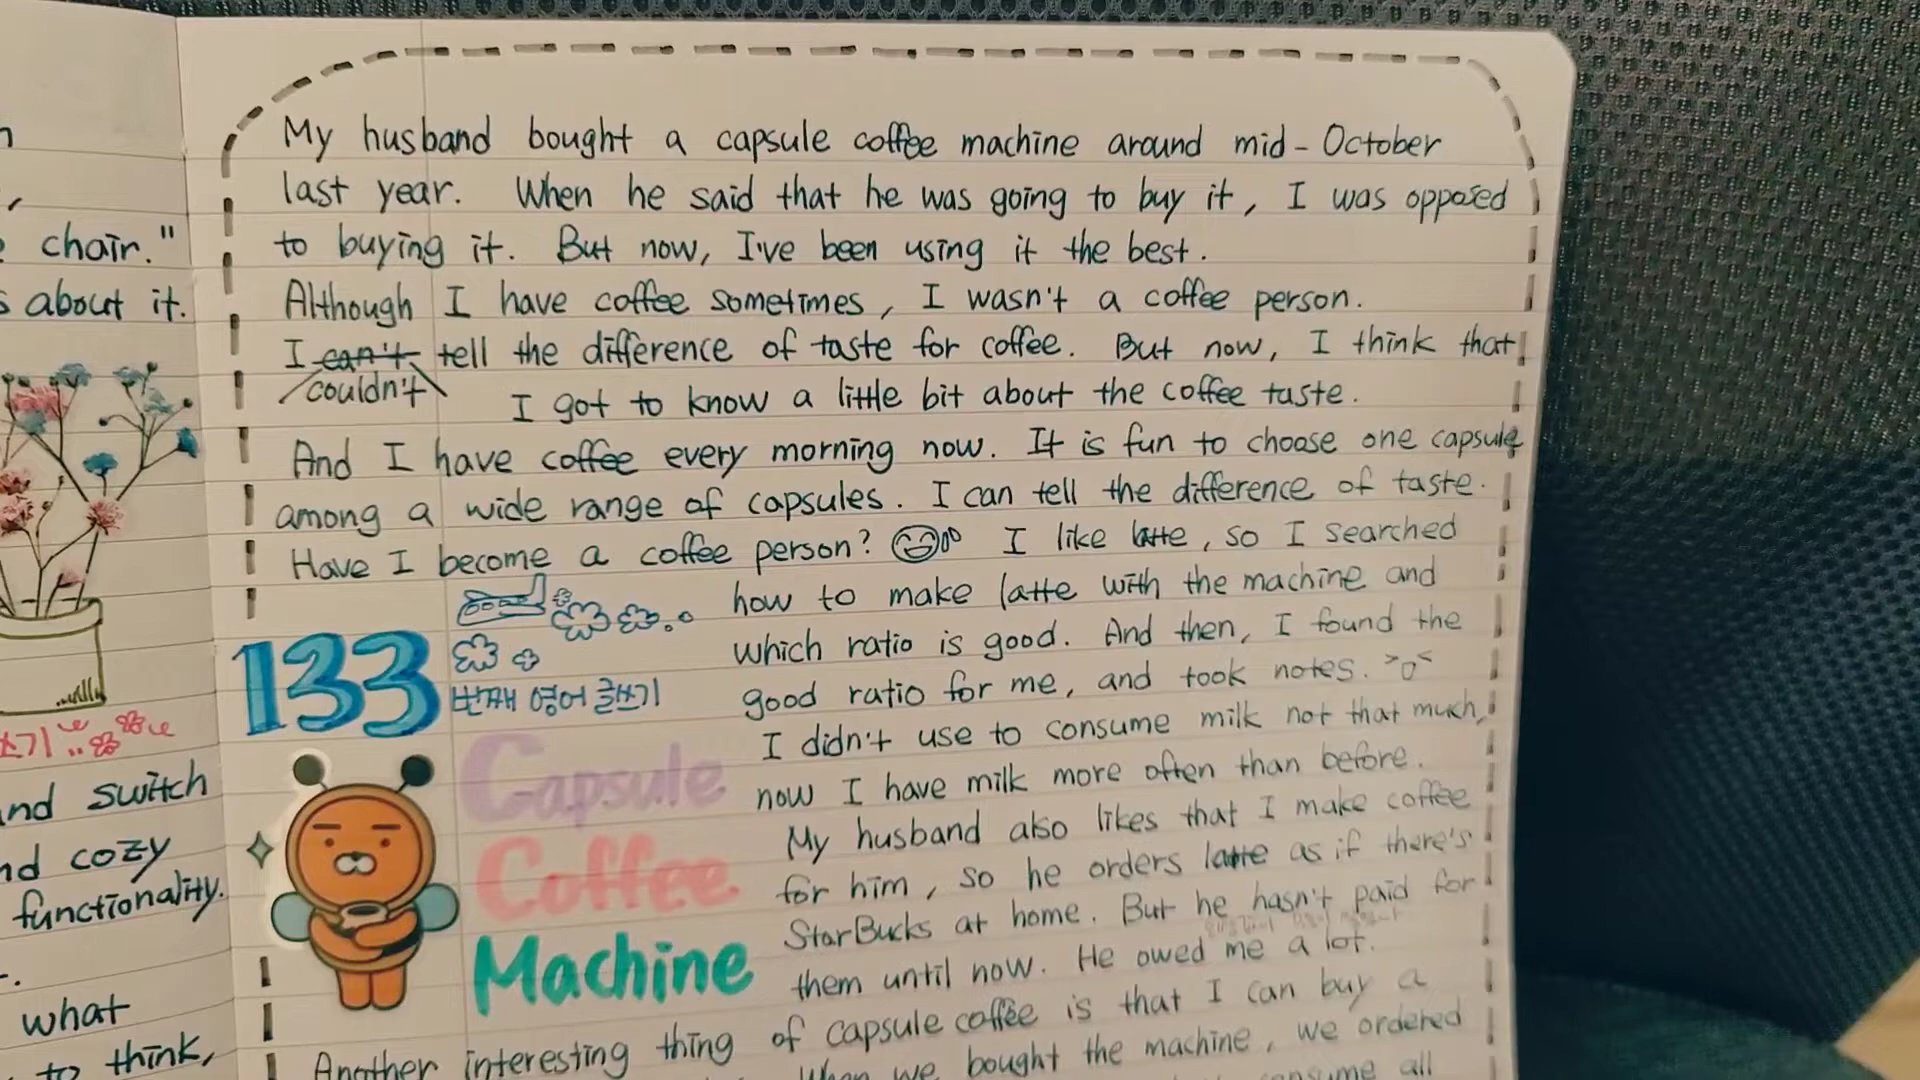 chair."
about it.
and switch
and cozy
functionality.
what
to think,
My husband bought a capsule coffee machine around mid-October
last year. When he said that he was going to buy it, I was opposed
to buying it. But now, I've been using it the best.
Although I have coffee sometimes, I wasn't a coffee person.
I can't tell the difference of taste for coffee. But now, I think that
couldn't I got to know a little bit about the coffee taste.
And I have coffee every morning now. It is fun to choose one capsule
among a wide range of capsules. I can tell the difference of taste.
Have I become a coffee person? I like latte, so I searched
how to make latte with the machine and
which ratio is good. And then, I found the
good ratio for me, and took notes. >o<
I didn't use to consume milk not that much,
now I have milk more often than before.
My husband also likes that I make coffee
for him, so he orders latte as if there's
StarBucks at home. But he hasn't paid for
them until now. He owed me a lot.
Another interesting thing of capsule coffee is that I can buy a
When we bought the machine, we ordered
consume all
133
번째 영어 글쓰기
Capsule
Coffee
Machine